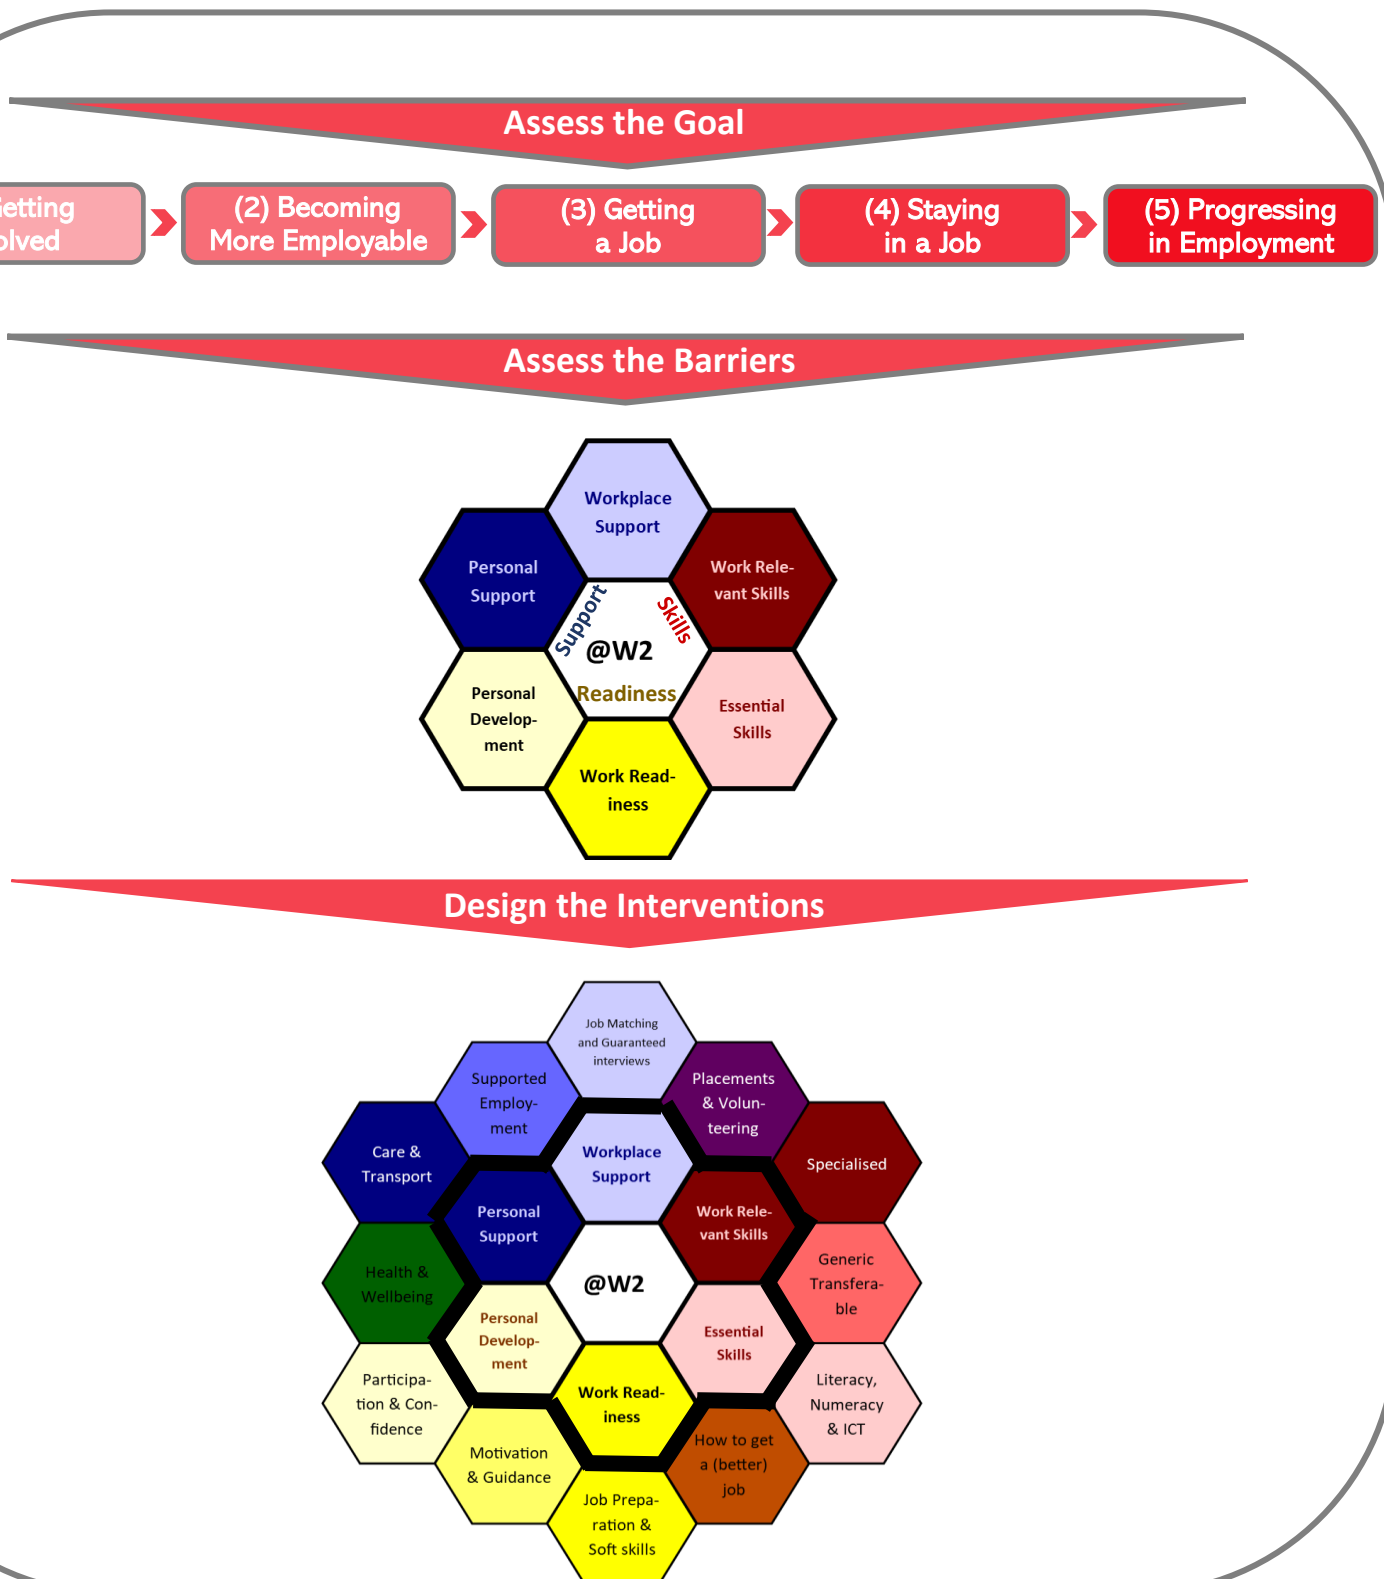 Assess the Goal
etting
olved
(2) Becoming
More Employable
(3) Getting
a Job
(4) Staying
in a Job
(5) Progressing
in Employment
Assess the Barriers
Workplace
Support
Personal
Support
Work Rele-
vant Skills
Support
Skills
@W2
Readiness
Personal
Develop-
ment
Essential
Skills
Work Read-
iness
Design the Interventions
Job Matching
and Guaranteed
interviews
Supported
Employ-
ment
Placements
& Volun-
teering
Care &
Transport
Workplace
Support
Specialised
Personal
Support
Work Rele-
vant Skills
Health &
Wellbeing
@W2
Generic
Transfera-
ble
Personal
Develop-
ment
Essential
Skills
Participa-
tion & Con-
fidence
Work Read-
iness
Literacy,
Numeracy
& ICT
Motivation
& Guidance
How to get
a (better)
job
Job Prepa-
ration &
Soft skills